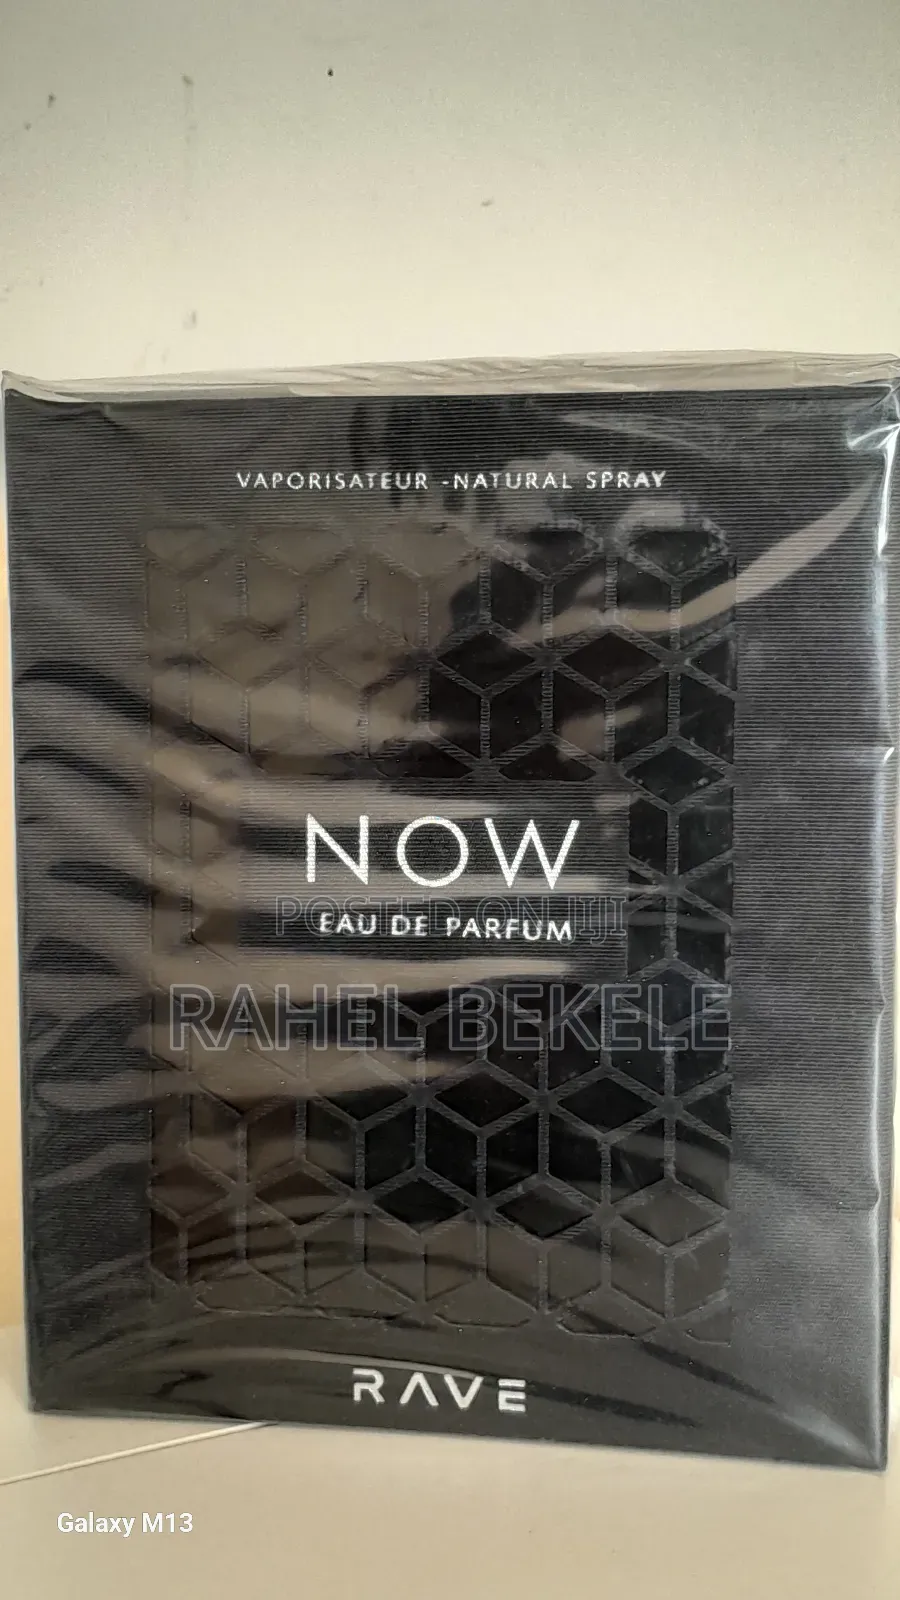 VAPORISATEUR -NATURAL SPRAY
NOW
POSTED ON JIJI
EAU DE PARFUM
RAHEL BEKELE
RAVE
Galaxy M13